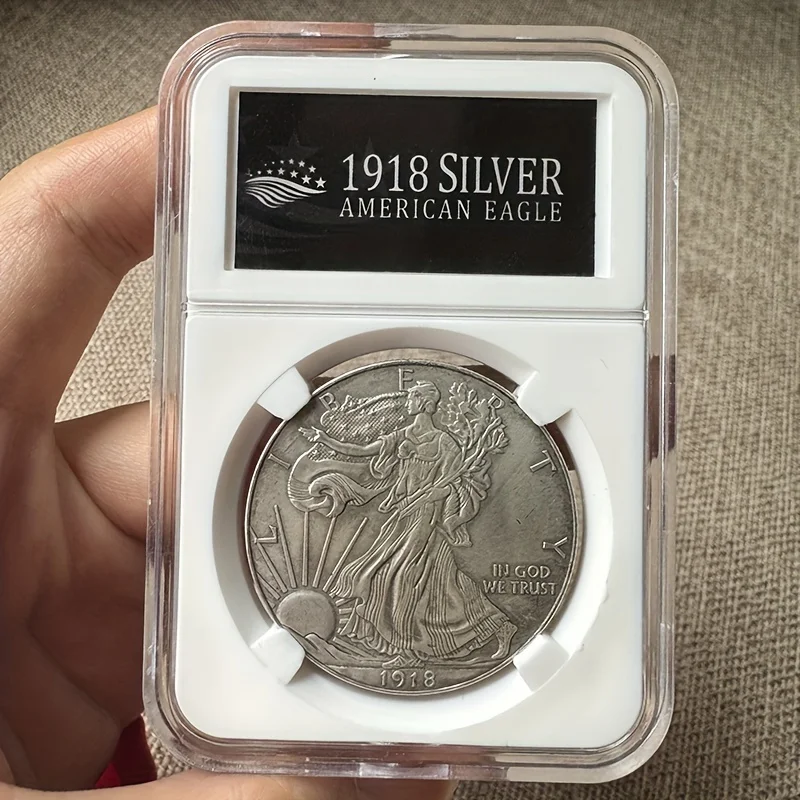 1918 SILVER
AMERICAN EAGLE
LIBERTY
IN GOD
WE TRUST
1918